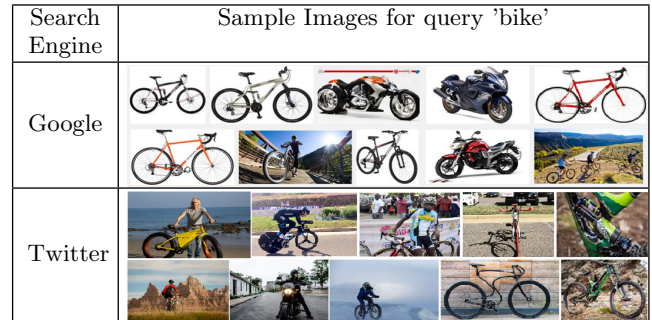 Search
Engine
Sample Images for query 'bike'
Google
Twitter